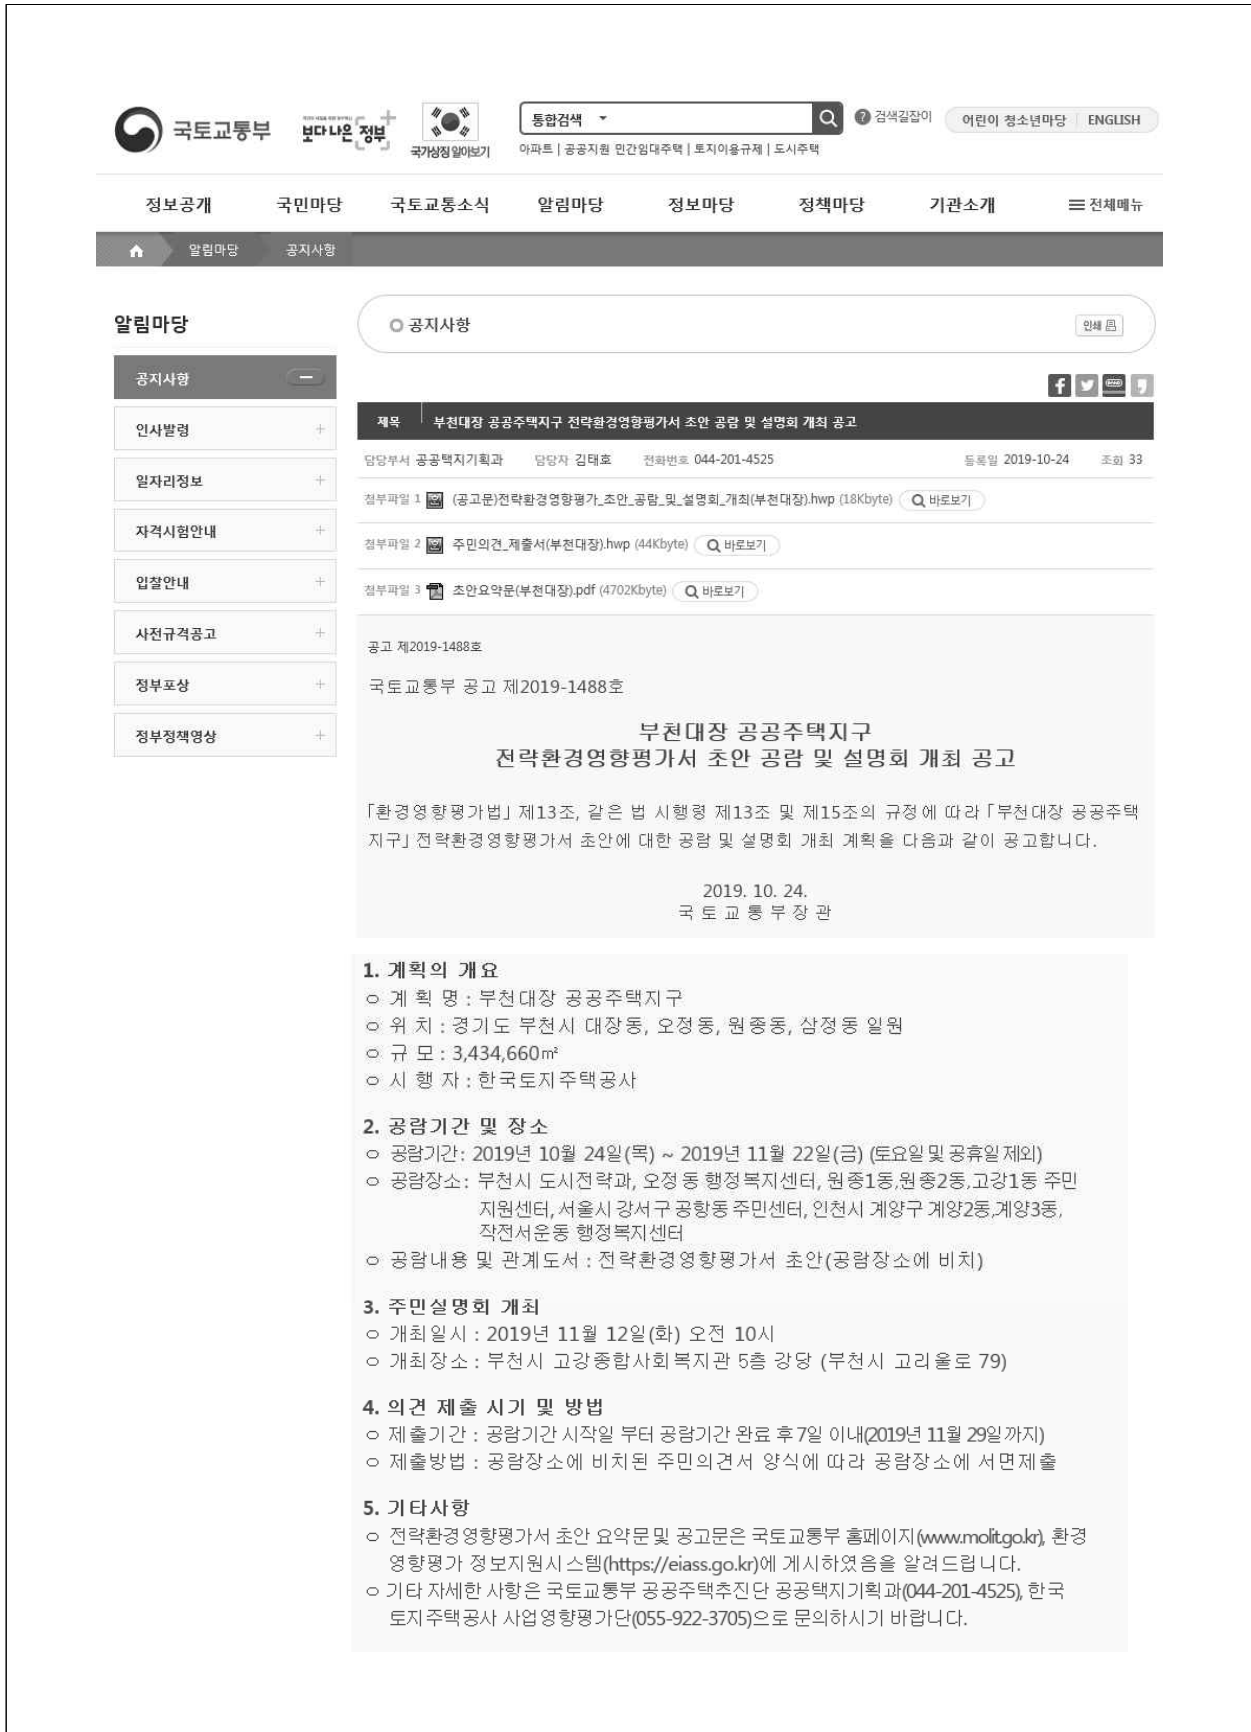 국토교통부
보다 나은 정부
국가상징 알아보기
통합검색
검색길잡이
어린이 청소년마당 | ENGLISH
아파트 | 공공지원 민간임대주택 | 토지이용규제 | 도시주택
정보공개 국민마당 국토교통소식 알림마당 정보마당 정책마당 기관소개 전체메뉴
알림마당 공지사항
알림마당
공지사항
인사발령
일자리정보
자격시험안내
입찰안내
사전규격공고
정부포상
정부정책영상
공지사항
인쇄
제목 부천대장 공공주택지구 전략환경영향평가서 초안 공람 및 설명회 개최 공고
담당부서 공공택지기획과 담당자 김태호 전화번호 044-201-4525 등록일 2019-10-24 조회 33
첨부파일 1 (공고문)전략환경영향평가_초안_공람_및_설명회_개최(부천대장).hwp (18Kbyte) 바로보기
첨부파일 2 주민의견_제출서(부천대장).hwp (44Kbyte) 바로보기
첨부파일 3 초안요약문(부천대장).pdf (4702Kbyte) 바로보기
공고 제2019-1488호
국토교통부 공고 제2019-1488호
부천대장 공공주택지구
전략환경영향평가서 초안 공람 및 설명회 개최 공고
「환경영향평가법」 제13조, 같은 법 시행령 제13조 및 제15조의 규정에 따라 「부천대장 공공주택
지구」 전략환경영향평가서 초안에 대한 공람 및 설명회 개최 계획을 다음과 같이 공고합니다.
2019. 10. 24.
국 토 교 통 부 장 관
1. 계획의 개요
ㅇ 계 획 명 : 부천대장 공공주택지구
ㅇ 위 치 : 경기도 부천시 대장동, 오정동, 원종동, 삼정동 일원
ㅇ 규 모 : 3,434,660㎡
ㅇ 시 행 자 : 한국토지주택공사
2. 공람기간 및 장소
ㅇ 공람기간: 2019년 10월 24일(목) ~ 2019년 11월 22일(금) (토요일 및 공휴일 제외)
ㅇ 공람장소: 부천시 도시전략과, 오정동 행정복지센터, 원종1동,원종2동,고강1동 주민
지원센터, 서울시 강서구 공항동 주민센터, 인천시 계양구 계양2동,계양3동,
작전서운동 행정복지센터
ㅇ 공람내용 및 관계도서 : 전략환경영향평가서 초안(공람장소에 비치)
3. 주민설명회 개최
ㅇ 개최일시 : 2019년 11월 12일(화) 오전 10시
ㅇ 개최장소 : 부천시 고강종합사회복지관 5층 강당 (부천시 고리울로 79)
4. 의견 제출 시기 및 방법
ㅇ 제출기간 : 공람기간 시작일 부터 공람기간 완료 후 7일 이내(2019년 11월 29일까지)
ㅇ 제출방법 : 공람장소에 비치된 주민의견서 양식에 따라 공람장소에 서면제출
5. 기타사항
ㅇ 전략환경영향평가서 초안 요약문 및 공고문은 국토교통부 홈페이지(www.molit.go.kr), 환경
영향평가 정보지원시스템(https://eiass.go.kr)에 게시하였음을 알려드립니다.
ㅇ 기타 자세한 사항은 국토교통부 공공주택추진단 공공택지기획과(044-201-4525), 한국
토지주택공사 사업영향평가단(055-922-3705)으로 문의하시기 바랍니다.